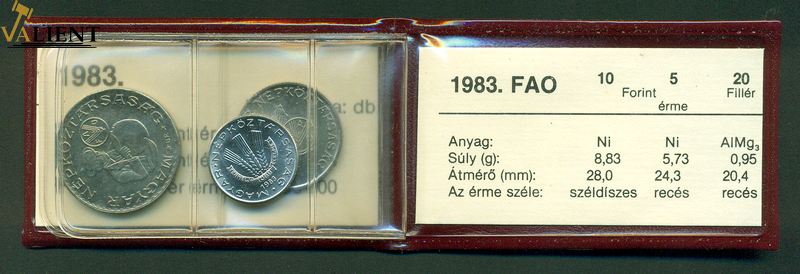 VALIENT
1983.
MAGYAR NÉPKÖZTÁRSASÁG
MAGYAR NÉPKÖZTÁRSASÁG
1983
NÉPKÖZTÁRSASÁG
db
1983. FAO
10 5 20
Forint Fillér
érme
Anyag: Ni Ni AlMg3
Súly (g): 8,83 5,73 0,95
Átmérő (mm): 28,0 24,3 20,4
Az érme széle: széldíszes recés recés